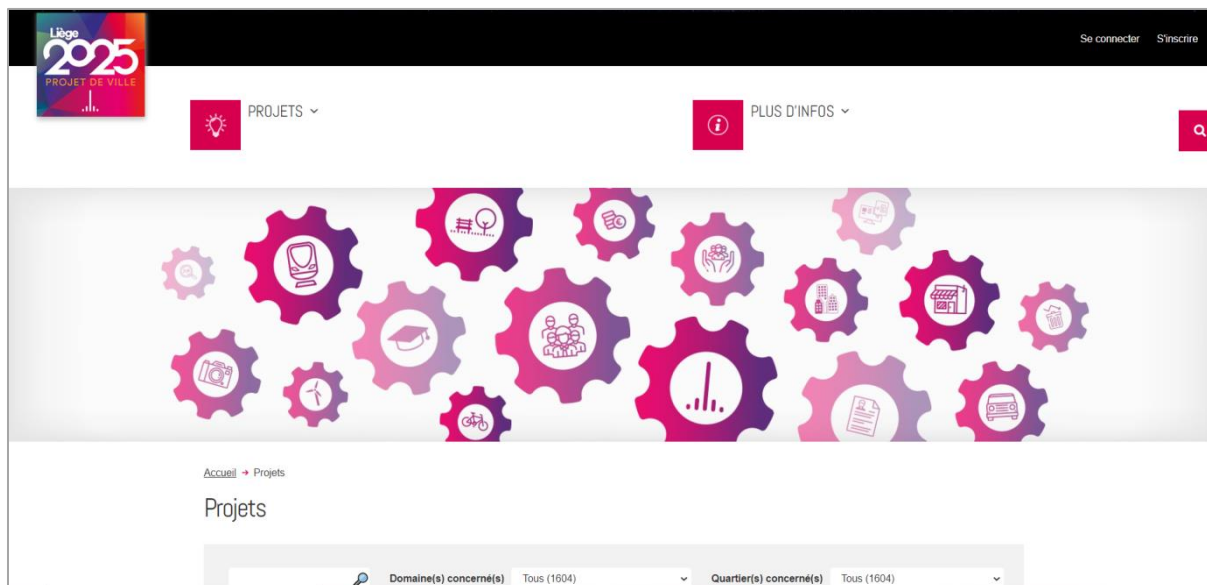 Liège
2025
PROJET DE VILLE
Se connecter S'inscrire
PROJETS
PLUS D'INFOS
Accueil → Projets
Projets
Domaine(s) concerné(s) Tous (1604) Quartier(s) concerné(s) Tous (1604)